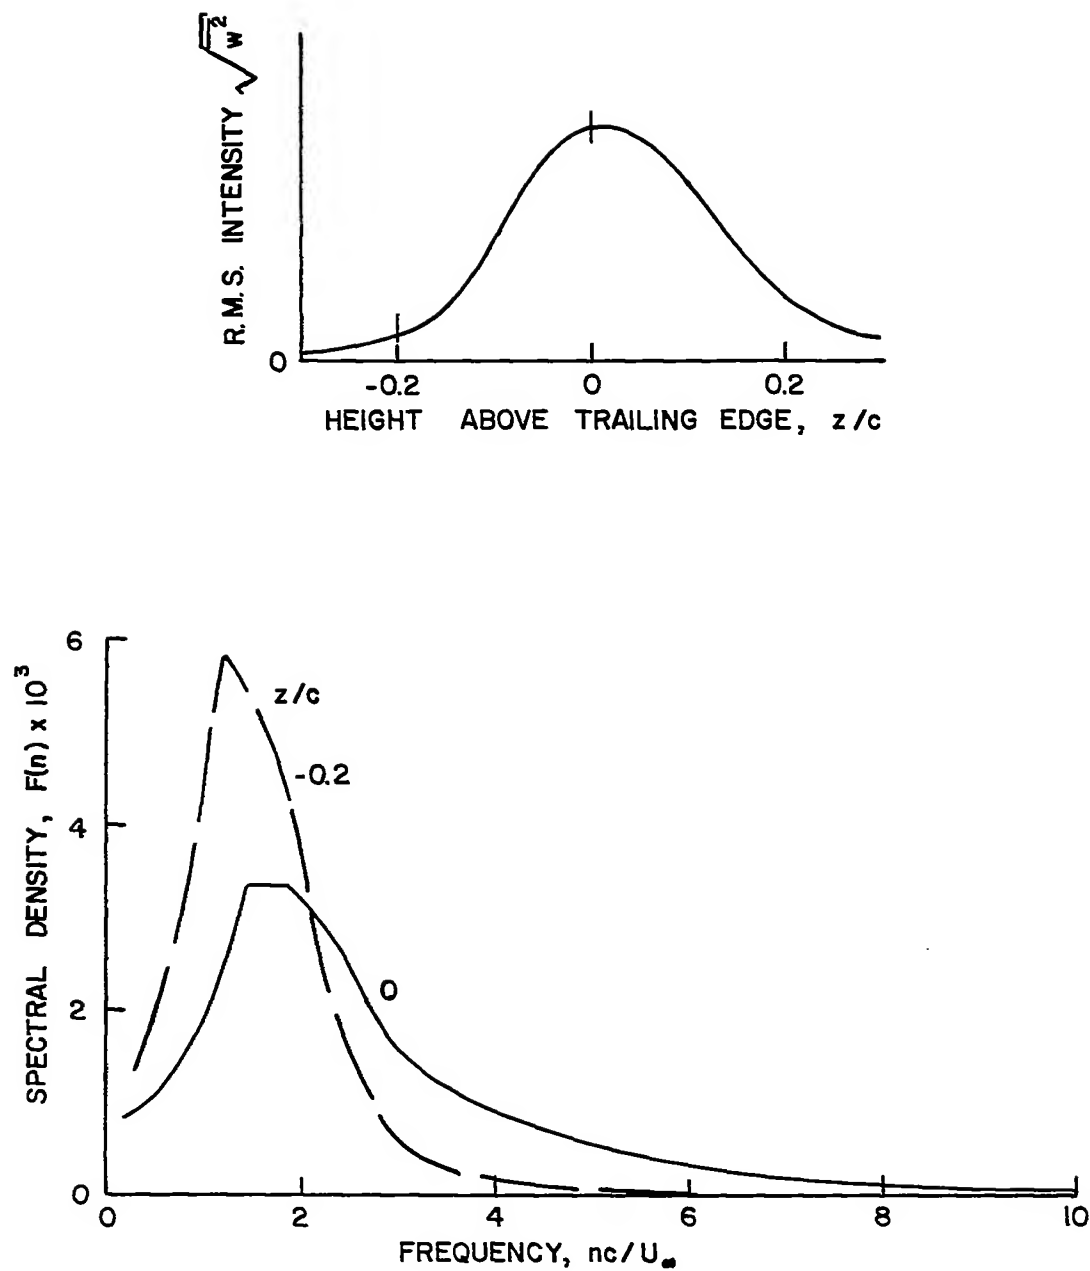 R.M.S. INTENSITY √w²
0
-0.2 0 0.2
HEIGHT ABOVE TRAILING EDGE, z/c
SPECTRAL DENSITY, F(n) x 10³
6
4
2
0
z/c
-0.2
0
0 2 4 6 8 10
FREQUENCY, nc/U∞